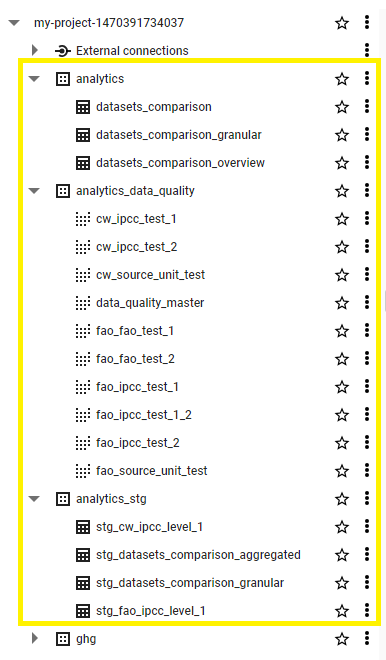 my-project-1470391734037
External connections
analytics
datasets_comparison
datasets_comparison_granular
datasets_comparison_overview
analytics_data_quality
cw_ipcc_test_1
cw_ipcc_test_2
cw_source_unit_test
data_quality_master
fao_fao_test_1
fao_fao_test_2
fao_ipcc_test_1
fao_ipcc_test_1_2
fao_ipcc_test_2
fao_source_unit_test
analytics_stg
stg_cw_ipcc_level_1
stg_datasets_comparison_aggregated
stg_datasets_comparison_granular
stg_fao_ipcc_level_1
ghg